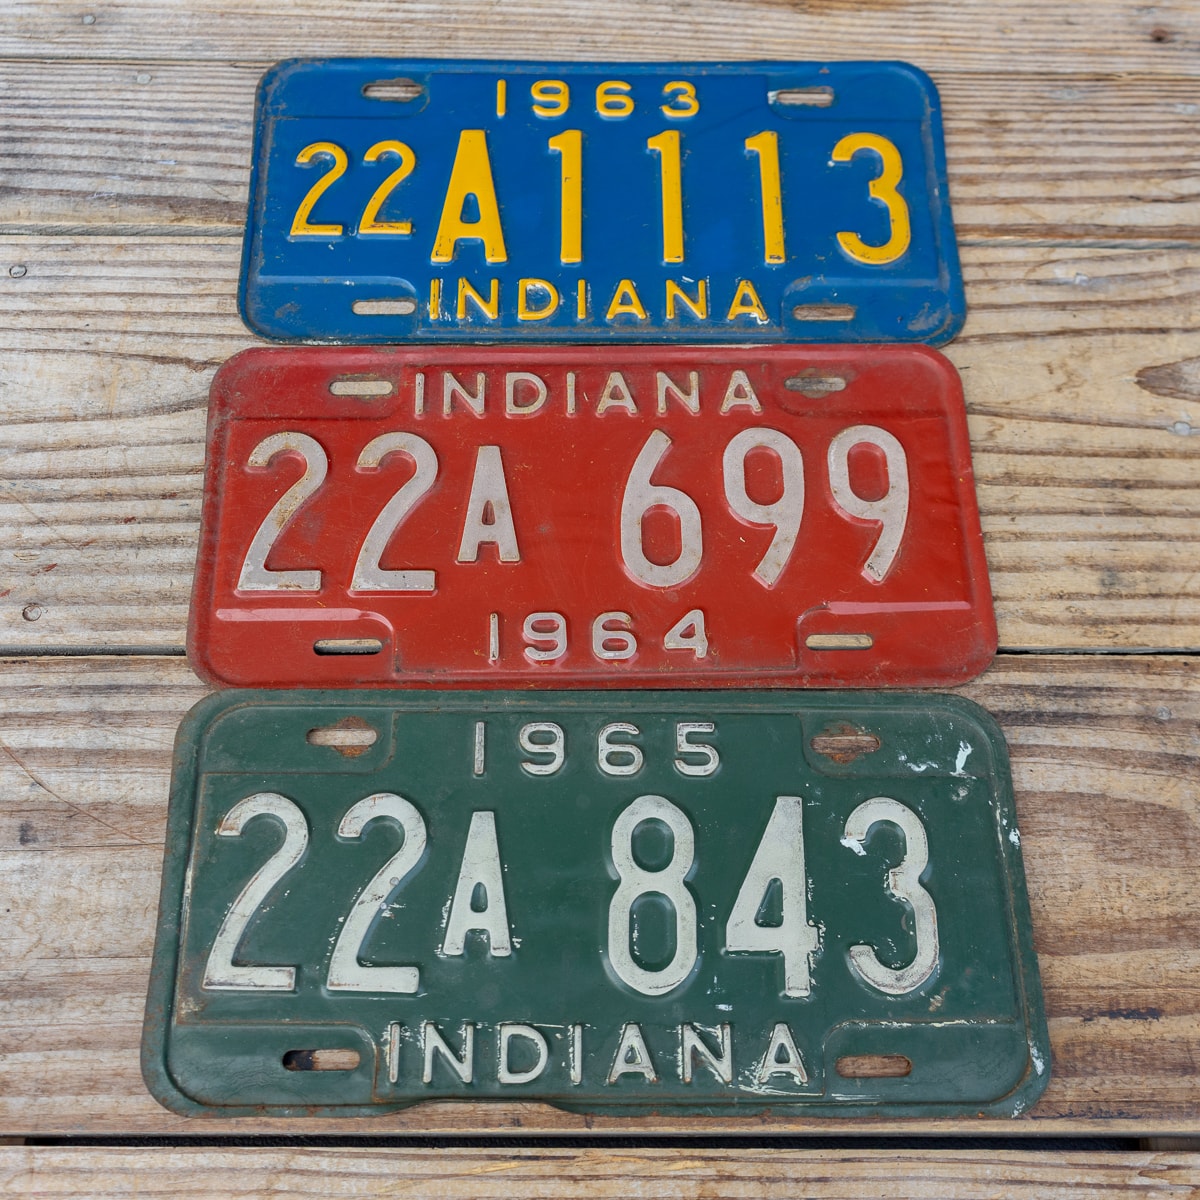 1963
22A1113
INDIANA
INDIANA
22A 699
1964
1965
22A 843
INDIANA